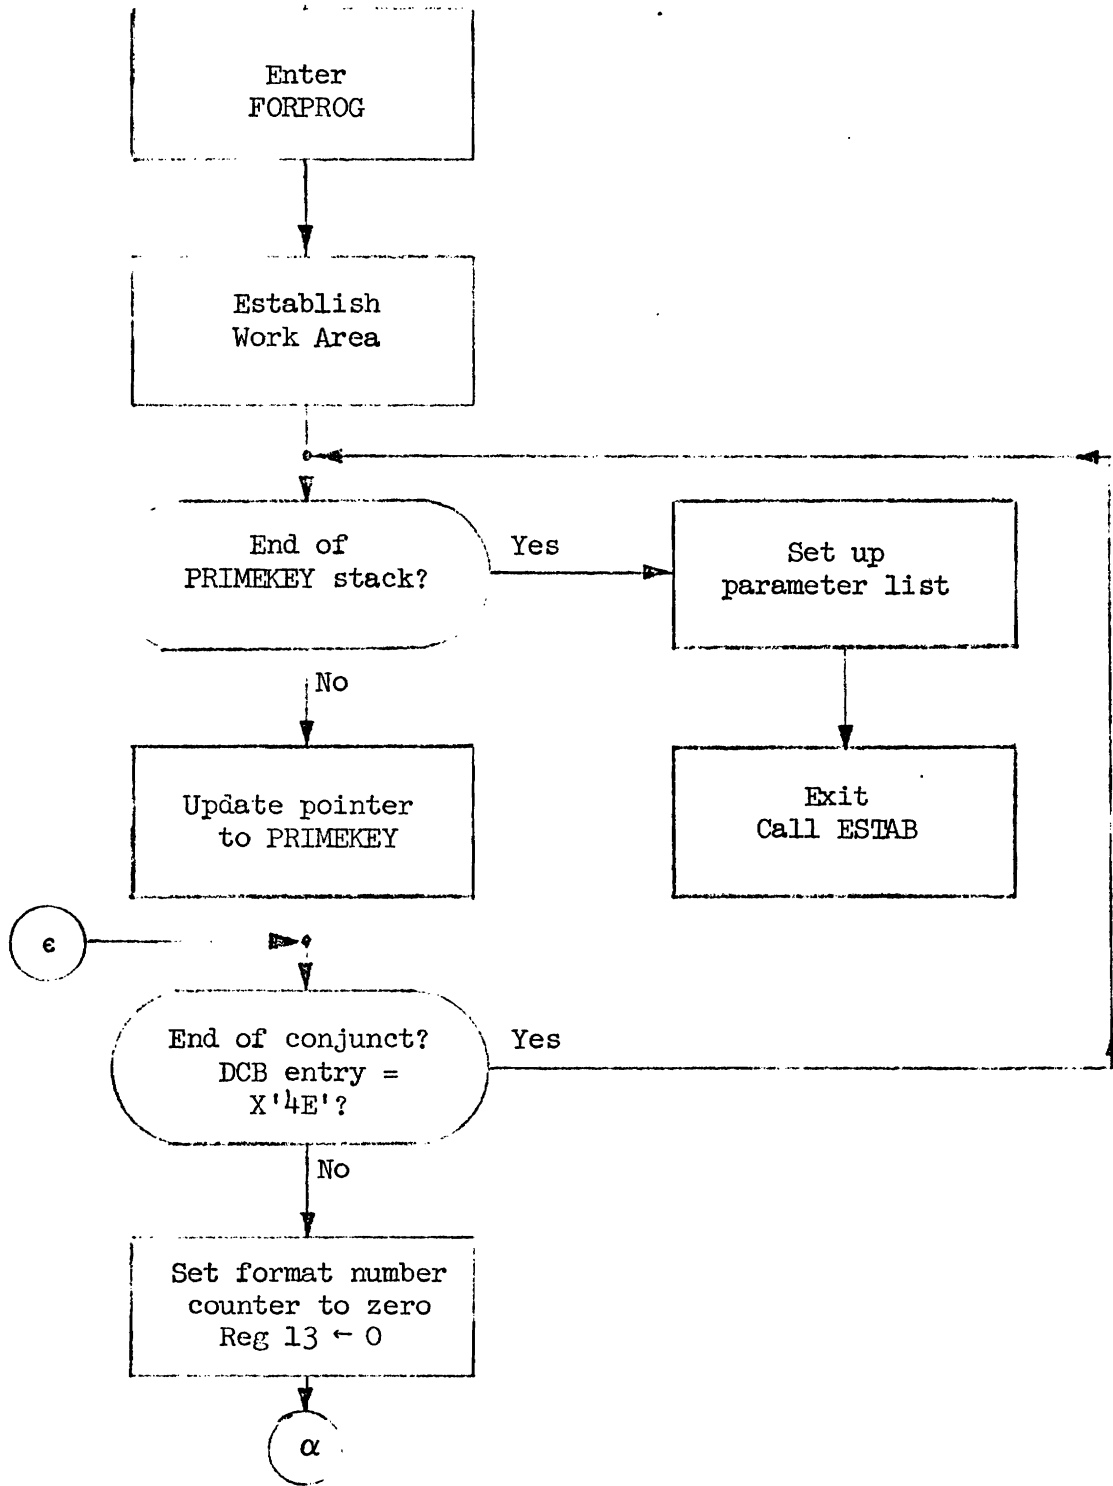 Enter
FORPROG
Establish
Work Area
End of
PRIMEKEY stack?
Yes
Set up
parameter list
No
Update pointer
to PRIMEKEY
Exit
Call ESTAB
ϵ
End of conjunct?
DCB entry =
X'4E'?
Yes
No
Set format number
counter to zero
Reg 13 ← 0
α